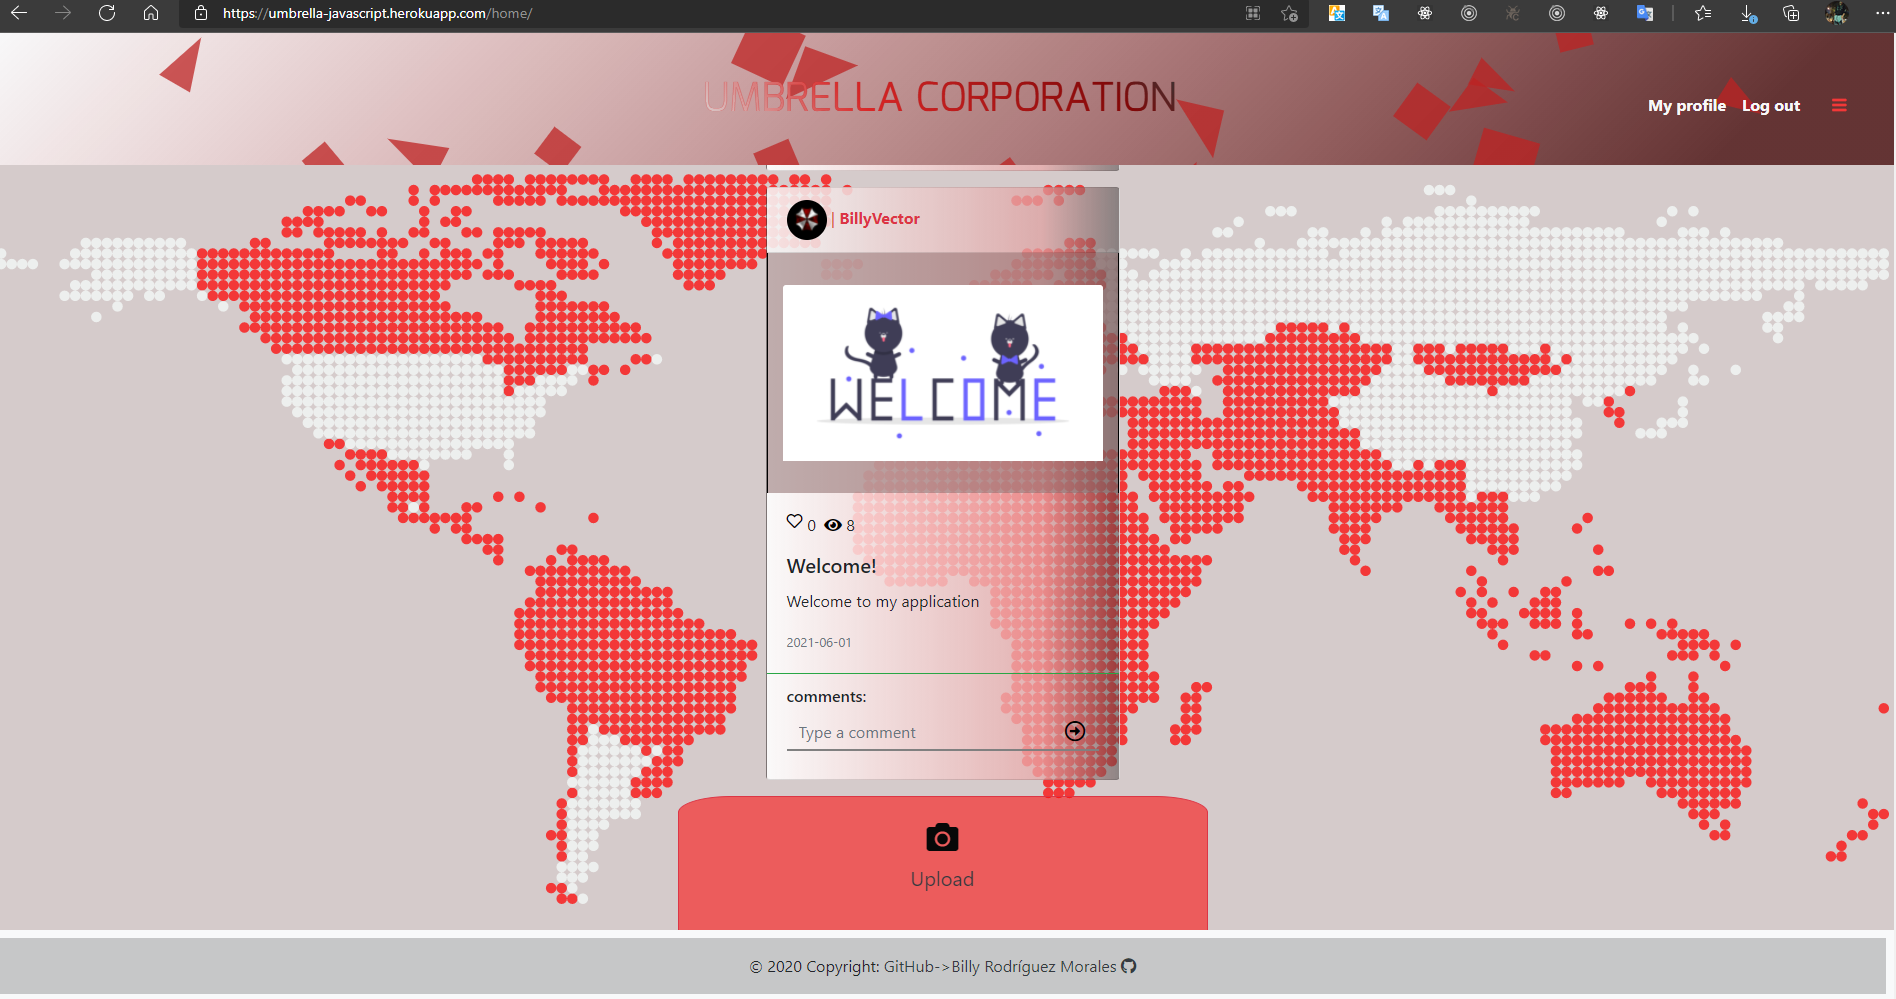 https://umbrella-javascript.herokuapp.com/home/
UMBRELLA CORPORATION
My profile Log out
| BillyVector
WELCOME
0 8
Welcome!
Welcome to my application
2021-06-01
comments:
Type a comment
Upload
© 2020 Copyright: GitHub->Billy Rodríguez Morales